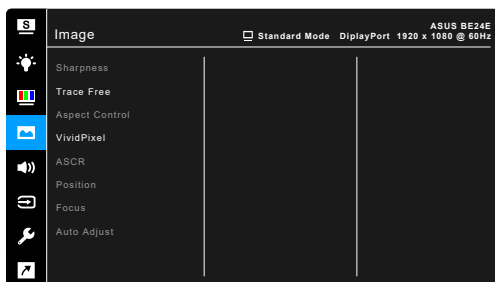 S
Image
Standard Mode DiplayPort 1920 x 1080 @ 60Hz
ASUS BE24E
Sharpness
Trace Free
Aspect Control
VividPixel
ASCR
Position
Focus
Auto Adjust